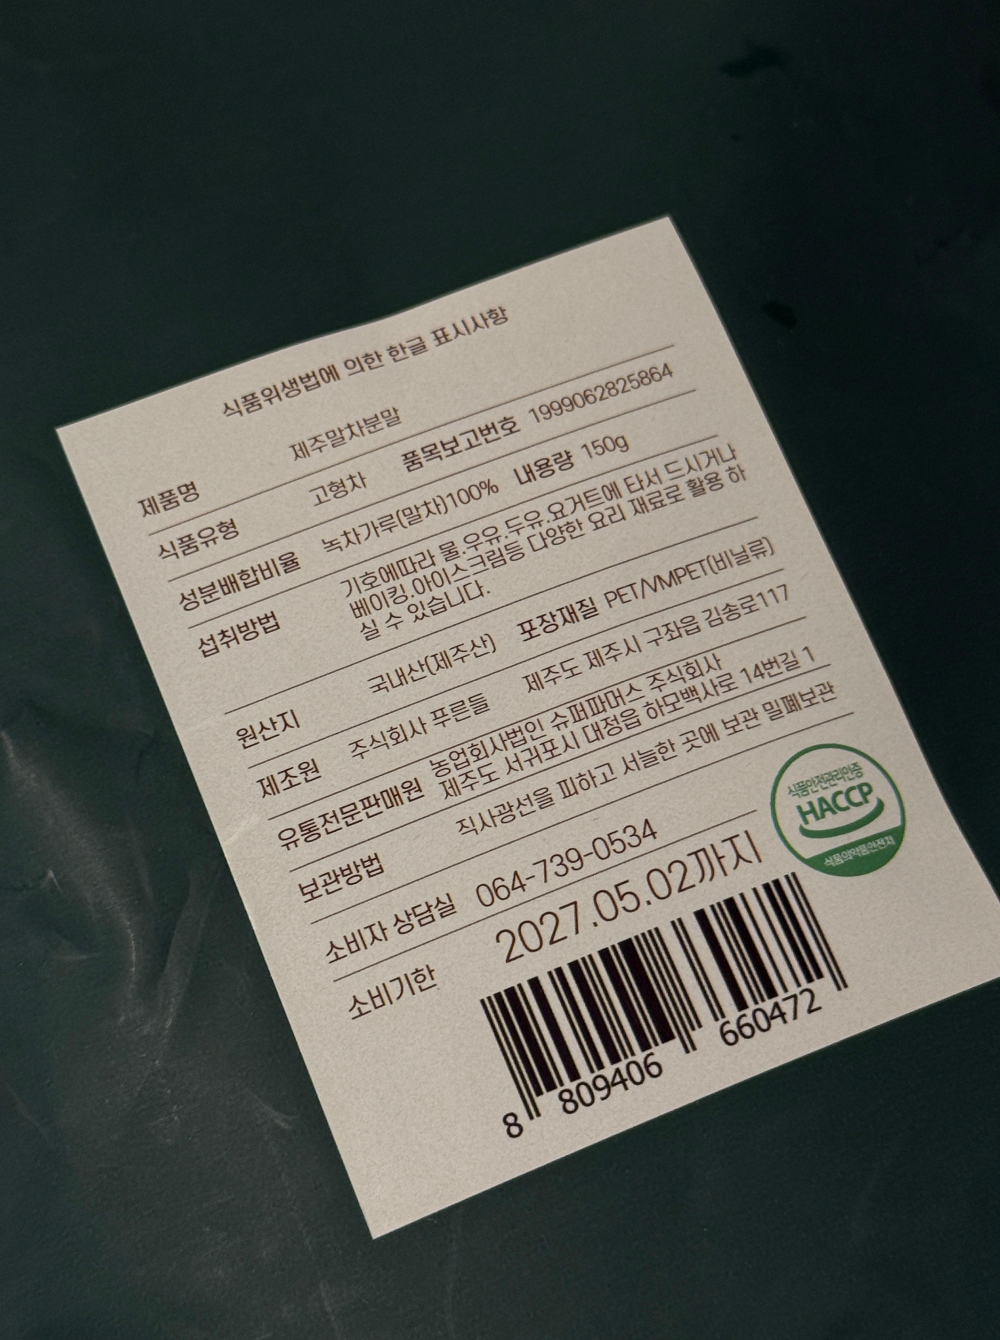 식품위생법에 의한 한글 표시사항
제품명 제주말차분말
식품유형 고형차 품목보고번호 1999062825864
성분배합비율 녹차가루(말차)100% 내용량 150g
섭취방법 기호에따라 물.우유.두유.요거트에 타서 드시거나
베이킹.아이스크림등 다양한 요리 재료로 활용 하
실 수 있습니다.
원산지 국내산(제주산) 포장재질 PET/VMPET(비닐류)
제조원 주식회사 푸른들 제주도 제주시 구좌읍 김송로117
유통전문판매원 농업회사법인 슈퍼파머스 주식회사
제주도 서귀포시 대정읍 하모백사로 14번길 1
보관방법 직사광선을 피하고 서늘한 곳에 보관 밀폐보관
소비자 상담실 064-739-0534
소비기한 2027.05.02까지
식품안전관리인증
HACCP
식품의약품안전처
8 809406 660472